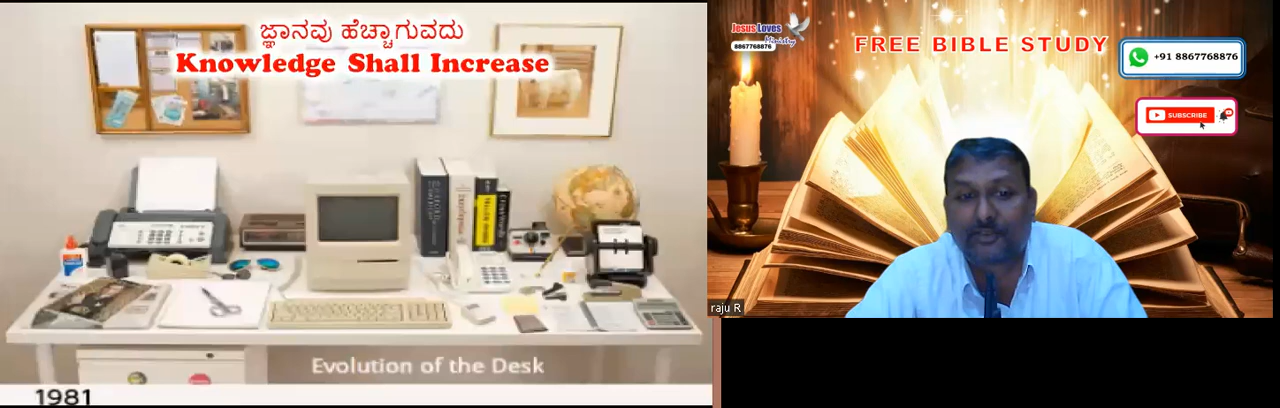 ಜ್ಞಾನವು ಹೆಚ್ಚಾಗುವದು
Knowledge Shall Increase
Evolution of the Desk
1981
Jesus Loves
Ministry
8867768876
FREE BIBLE STUDY
+91 8867768876
SUBSCRIBE
raju R